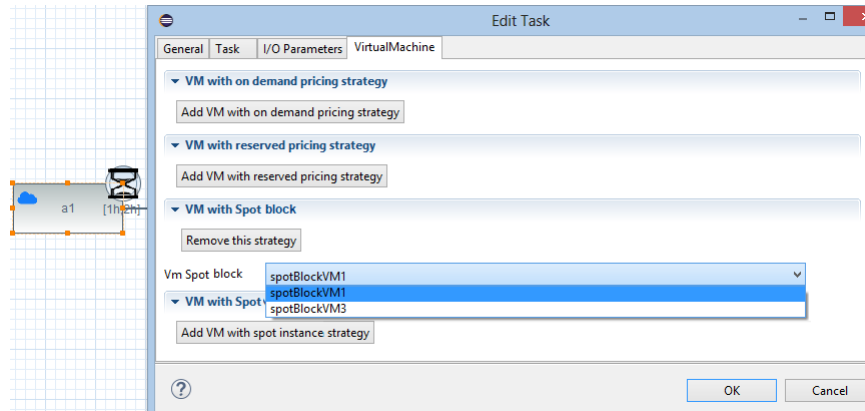 Edit Task
General Task I/O Parameters VirtualMachine
VM with on demand pricing strategy
Add VM with on demand pricing strategy
VM with reserved pricing strategy
Add VM with reserved pricing strategy
a1 [1h,2h]
VM with Spot block
Remove this strategy
Vm Spot block spotBlockVM1
spotBlockVM1
VM with Spot
spotBlockVM3
Add VM with spot instance strategy
?
OK Cancel